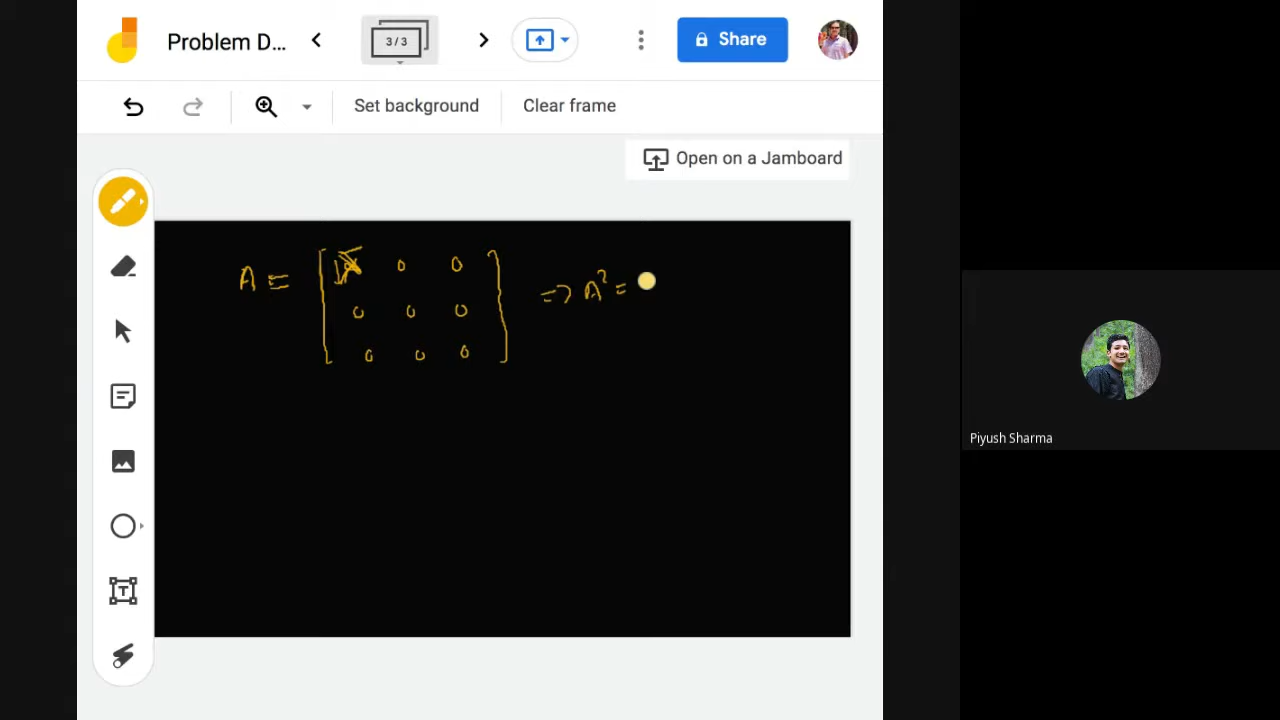 Problem D...
3 / 3
Share
Set background
Clear frame
Open on a Jamboard
A ≡ [ 0 0
=> A² =
0 0 0
0 0 0 ]
T
Piyush Sharma